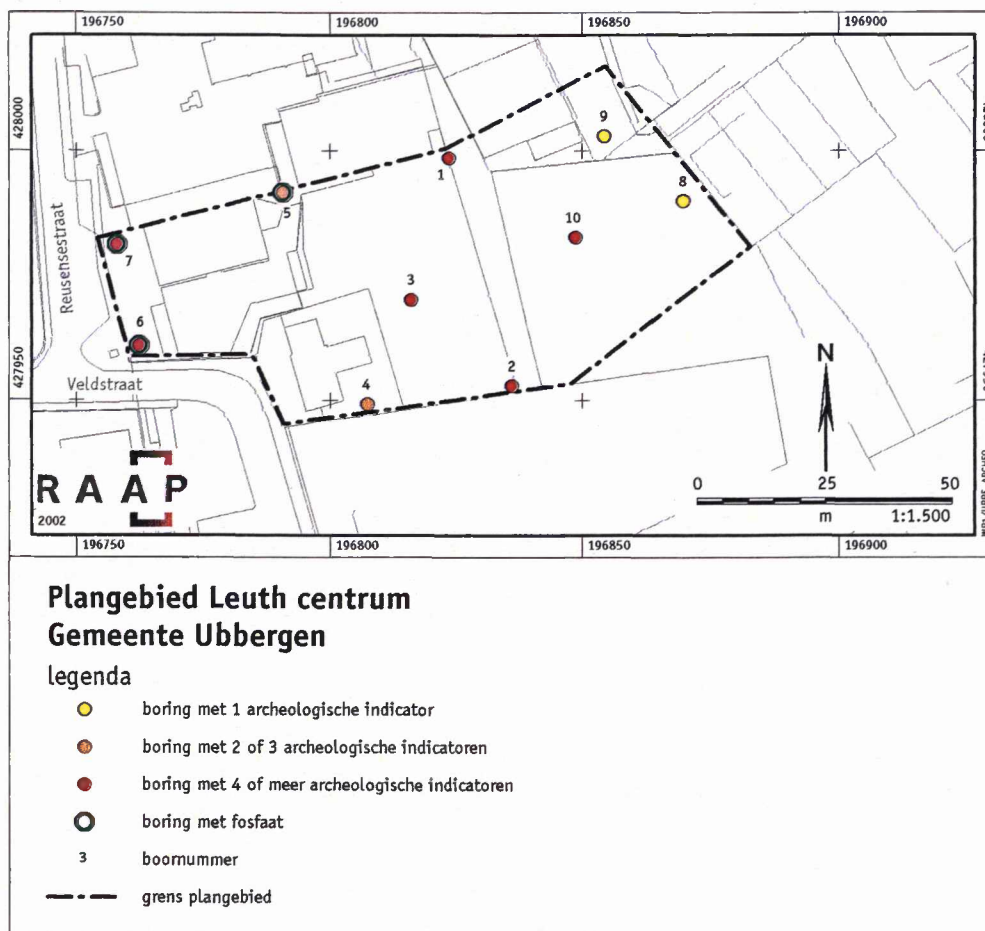 196750
196800
196850
196900
428000
427950
Reusensestraat
Veldstraat
1
2
3
4
5
6
7
8
9
10
N
0
25
50
m
1:1.500
RAAP
2002
196750
196800
196850
196900
Plangebied Leuth centrum
Gemeente Ubbergen
legenda
boring met 1 archeologische indicator
boring met 2 of 3 archeologische indicatoren
boring met 4 of meer archeologische indicatoren
boring met fosfaat
3 boornummer
grens plangebied